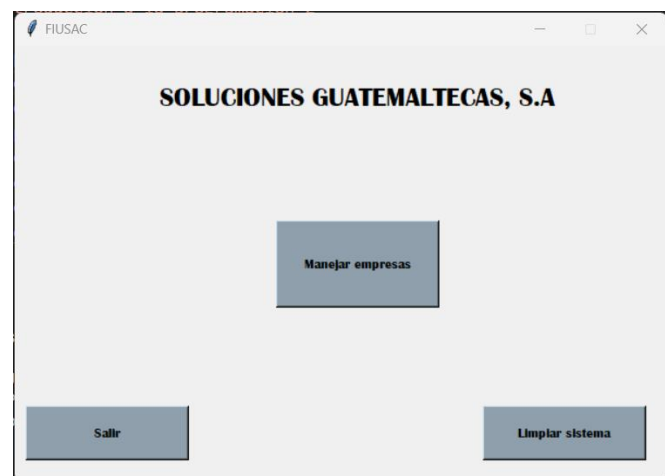 FIUSAC
SOLUCIONES GUATEMALTECAS, S.A
Manejar empresas
Salir
Limpiar sistema